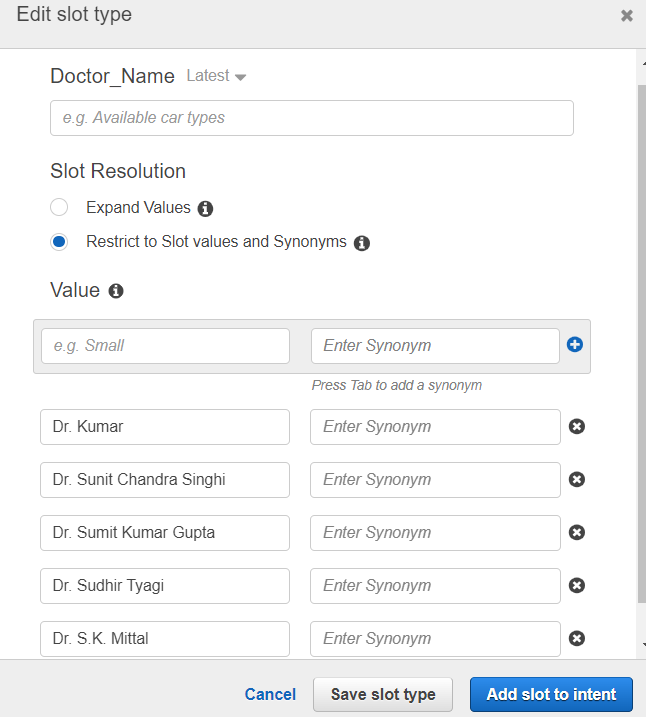 Edit slot type
Doctor_Name Latest
e.g. Available car types
Slot Resolution
Expand Values
Restrict to Slot values and Synonyms
Value
e.g. Small Enter Synonym
Press Tab to add a synonym
Dr. Kumar Enter Synonym
Dr. Sunit Chandra Singhi Enter Synonym
Dr. Sumit Kumar Gupta Enter Synonym
Dr. Sudhir Tyagi Enter Synonym
Dr. S.K. Mittal Enter Synonym
Cancel Save slot type Add slot to intent